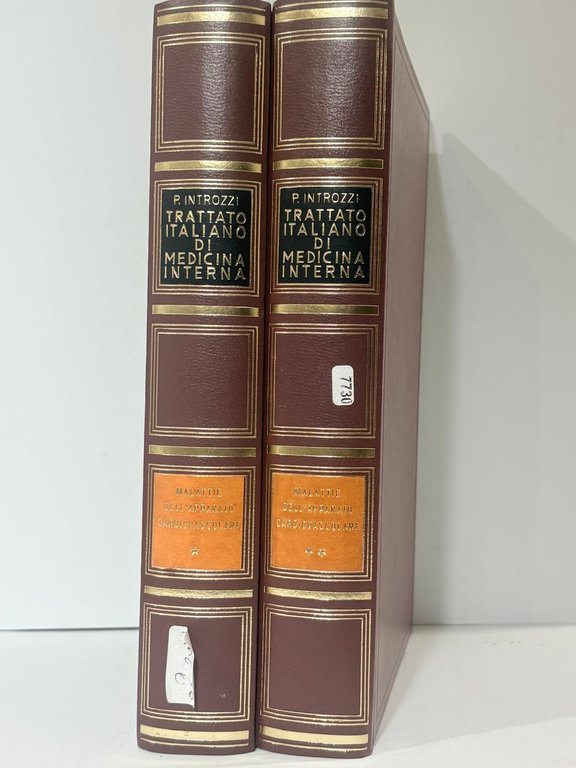 P. INTROZZI
TRATTATO
ITALIANO
DI
MEDICINA
INTERNA
MALATTIE
DELL'APPARATO
CARDIOVASCOLARE
*
P. INTROZZI
TRATTATO
ITALIANO
DI
MEDICINA
INTERNA
7730
MALATTIE
DELL'APPARATO
CARDIOVASCOLARE
**